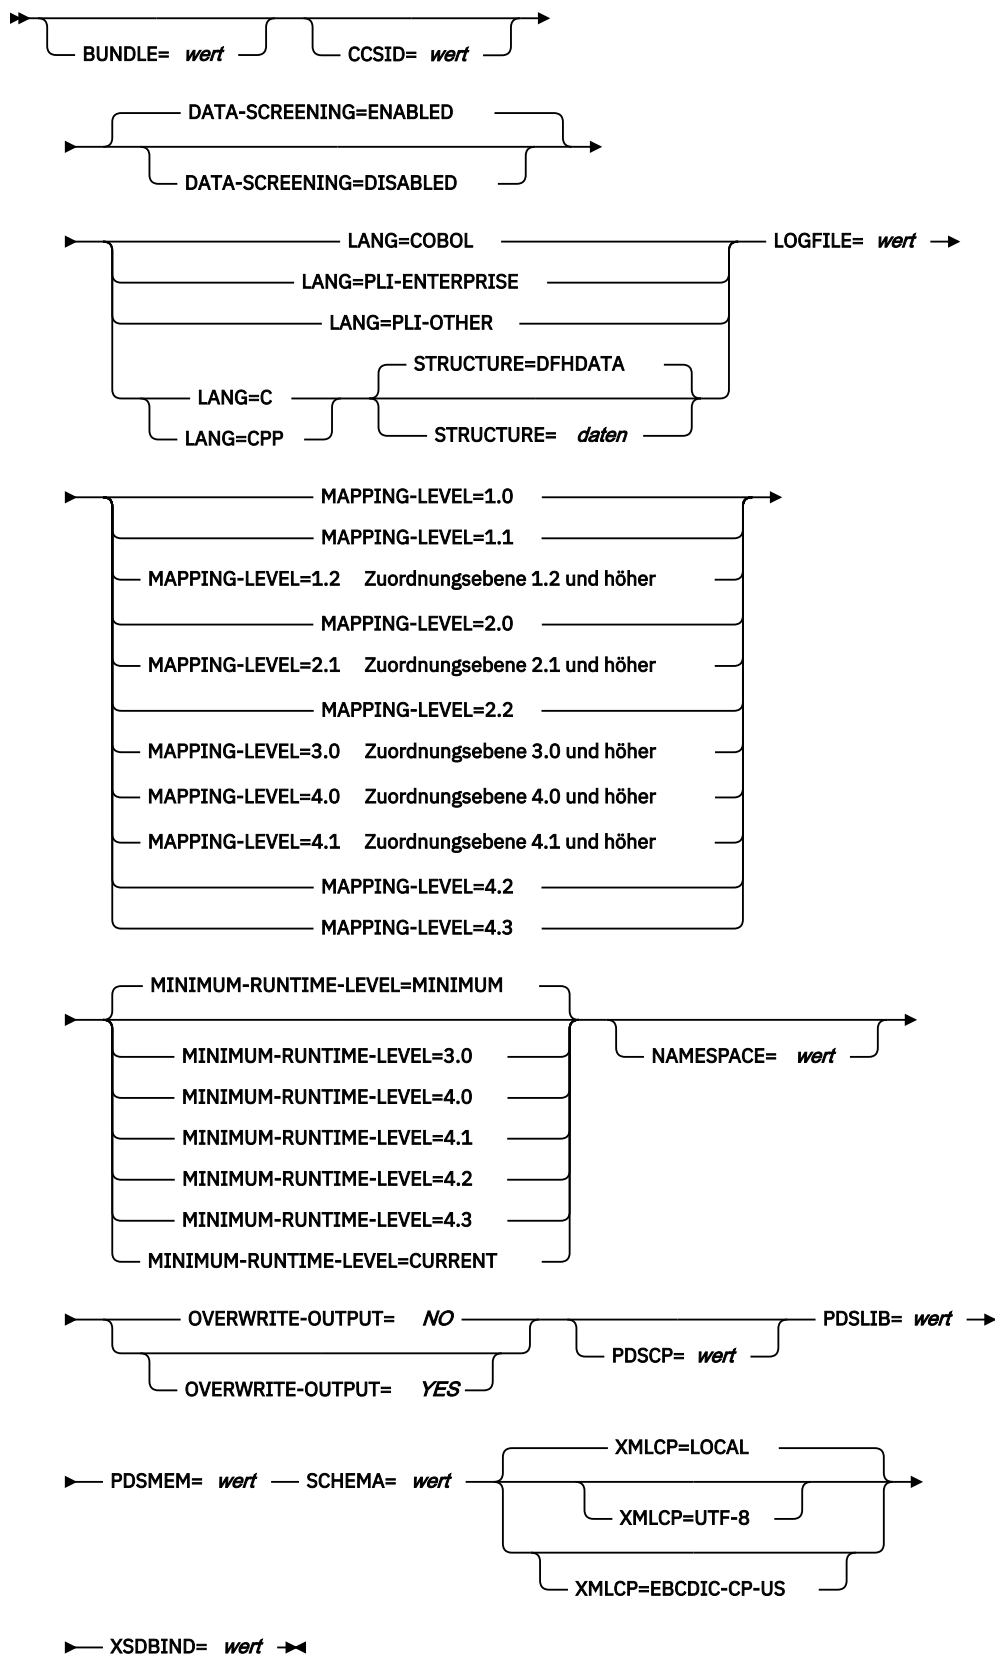 BUNDLE= wert CCSID= wert
DATA-SCREENING=ENABLED
DATA-SCREENING=DISABLED
LANG=COBOL LOGFILE= wert
LANG=PLI-ENTERPRISE
LANG=PLI-OTHER
STRUCTURE=DFHDATA
LANG=C
LANG=CPP STRUCTURE= daten
MAPPING-LEVEL=1.0
MAPPING-LEVEL=1.1
MAPPING-LEVEL=1.2 Zuordnungsebene 1.2 und höher
MAPPING-LEVEL=2.0
MAPPING-LEVEL=2.1 Zuordnungsebene 2.1 und höher
MAPPING-LEVEL=2.2
MAPPING-LEVEL=3.0 Zuordnungsebene 3.0 und höher
MAPPING-LEVEL=4.0 Zuordnungsebene 4.0 und höher
MAPPING-LEVEL=4.1 Zuordnungsebene 4.1 und höher
MAPPING-LEVEL=4.2
MAPPING-LEVEL=4.3
MINIMUM-RUNTIME-LEVEL=MINIMUM
MINIMUM-RUNTIME-LEVEL=3.0 NAMESPACE= wert
MINIMUM-RUNTIME-LEVEL=4.0
MINIMUM-RUNTIME-LEVEL=4.1
MINIMUM-RUNTIME-LEVEL=4.2
MINIMUM-RUNTIME-LEVEL=4.3
MINIMUM-RUNTIME-LEVEL=CURRENT
OVERWRITE-OUTPUT= NO PDSLIB= wert
PDSCP= wert
OVERWRITE-OUTPUT= YES
XMLCP=LOCAL
PDSMEM= wert SCHEMA= wert
XMLCP=UTF-8
XMLCP=EBCDIC-CP-US
XSDBIND= wert